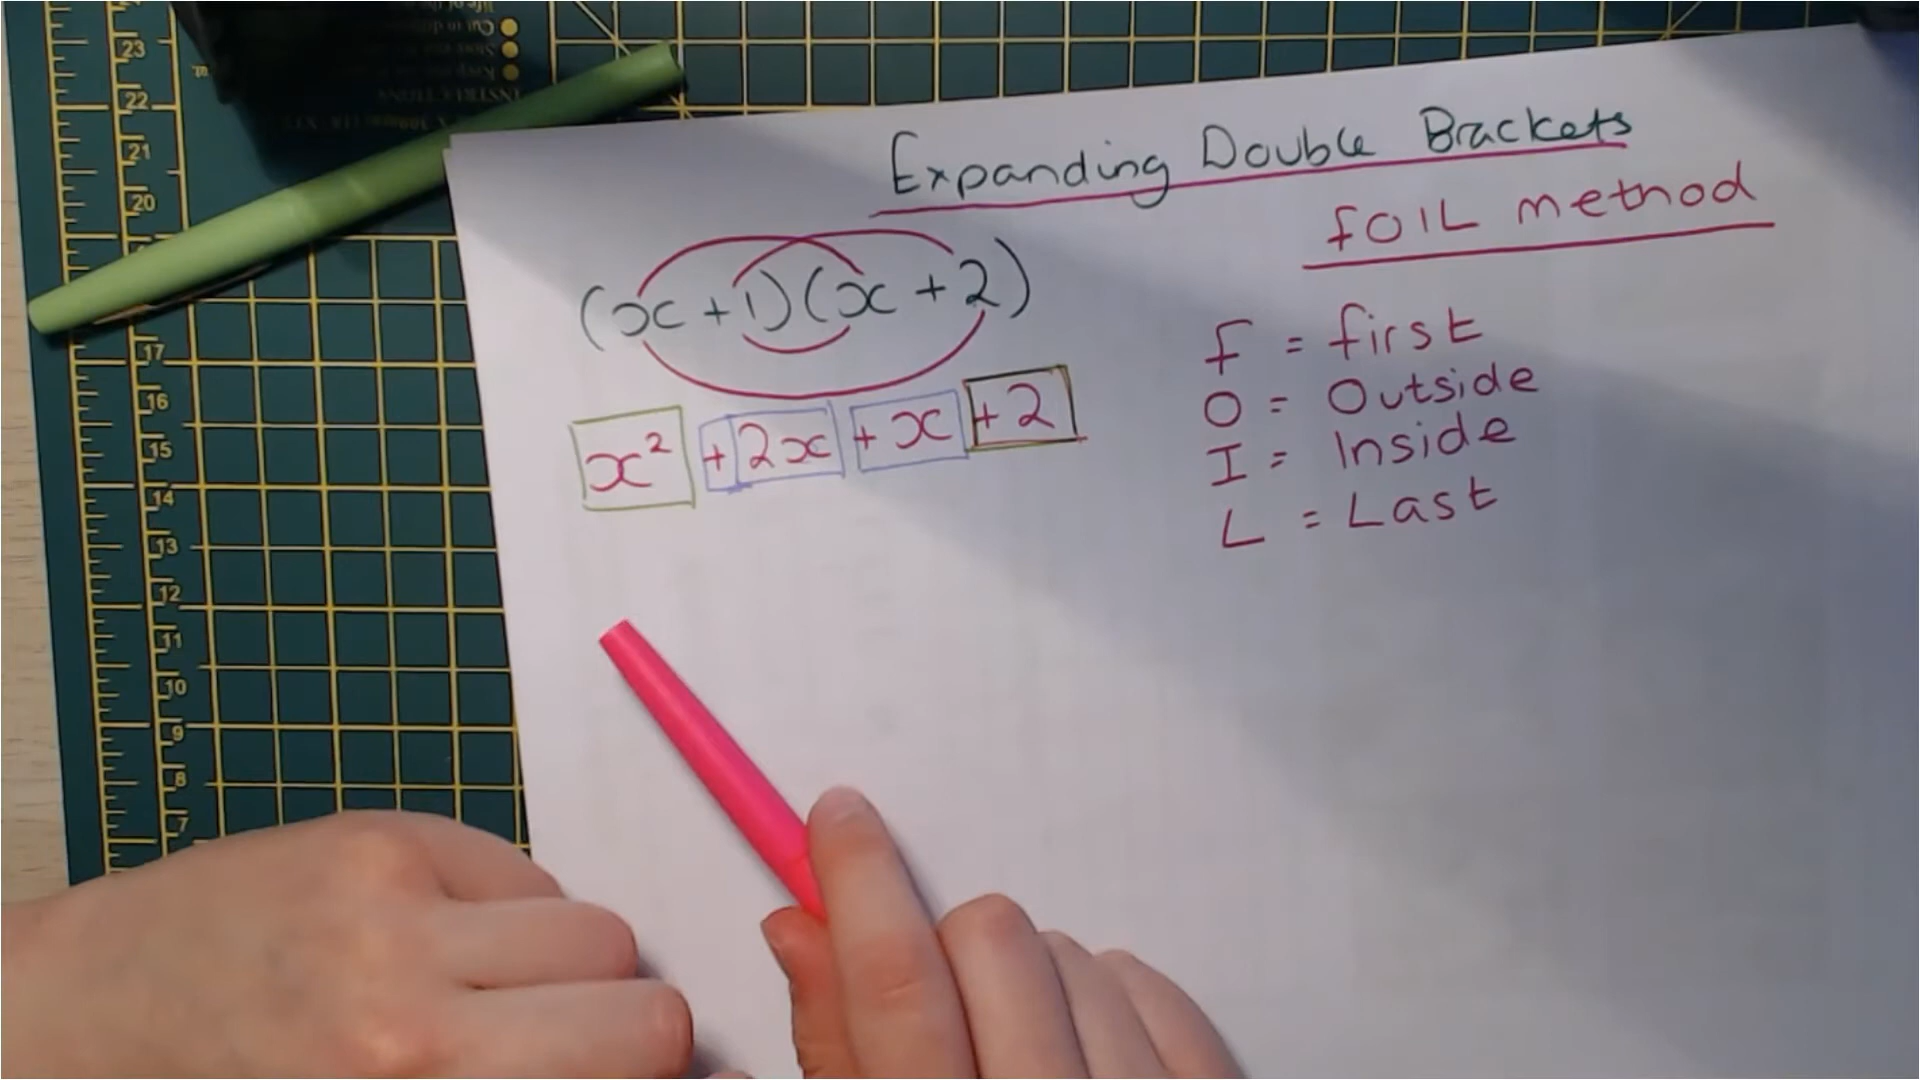 Expanding Double Brackets
FOIL method
(x+1)(x+2)
x² +2x +x +2
F = first
O = Outside
I = Inside
L = Last
23
22
21
20
17
16
15
14
13
12
11
10
9
8
7
INSTRUCTIONS